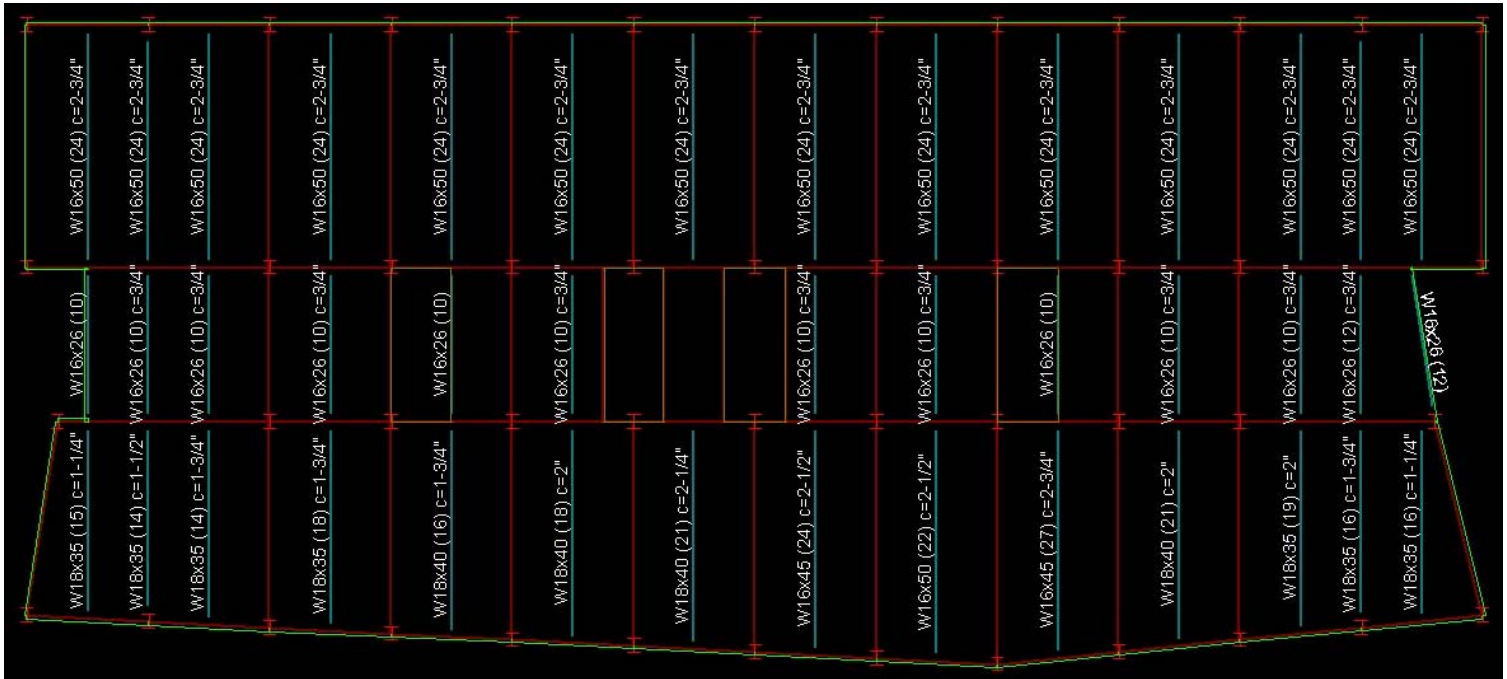 W16x50 (24) c=2-3/4"
W16x50 (24) c=2-3/4"
W16x50 (24) c=2-3/4"
W16x50 (24) c=2-3/4"
W16x50 (24) c=2-3/4"
W16x50 (24) c=2-3/4"
W16x50 (24) c=2-3/4"
W16x50 (24) c=2-3/4"
W16x50 (24) c=2-3/4"
W16x50 (24) c=2-3/4"
W16x50 (24) c=2-3/4"
W16x50 (24) c=2-3/4"
W16x50 (24) c=2-3/4"
W16x50 (24) c=2-3/4"
W16x26 (10)
W16x26 (10) c=3/4"
W16x26 (10) c=3/4"
W16x26 (10) c=3/4"
W16x26 (10)
W16x26 (10) c=3/4"
W16x26 (10) c=3/4"
W16x26 (10) c=3/4"
W16x26 (10)
W16x26 (10) c=3/4"
W16x26 (10) c=3/4"
W16x26 (12) c=3/4"
W16x26 (12)
W18x35 (15) c=1-1/4"
W18x35 (14) c=1-1/2"
W18x35 (14) c=1-3/4"
W18x35 (18) c=1-3/4"
W18x40 (16) c=1-3/4"
W18x40 (18) c=2"
W18x40 (21) c=2-1/4"
W16x45 (24) c=2-1/2"
W16x50 (22) c=2-1/2"
W16x45 (27) c=2-3/4"
W18x40 (21) c=2"
W18x35 (19) c=2"
W18x35 (16) c=1-3/4"
W18x35 (16) c=1-1/4"